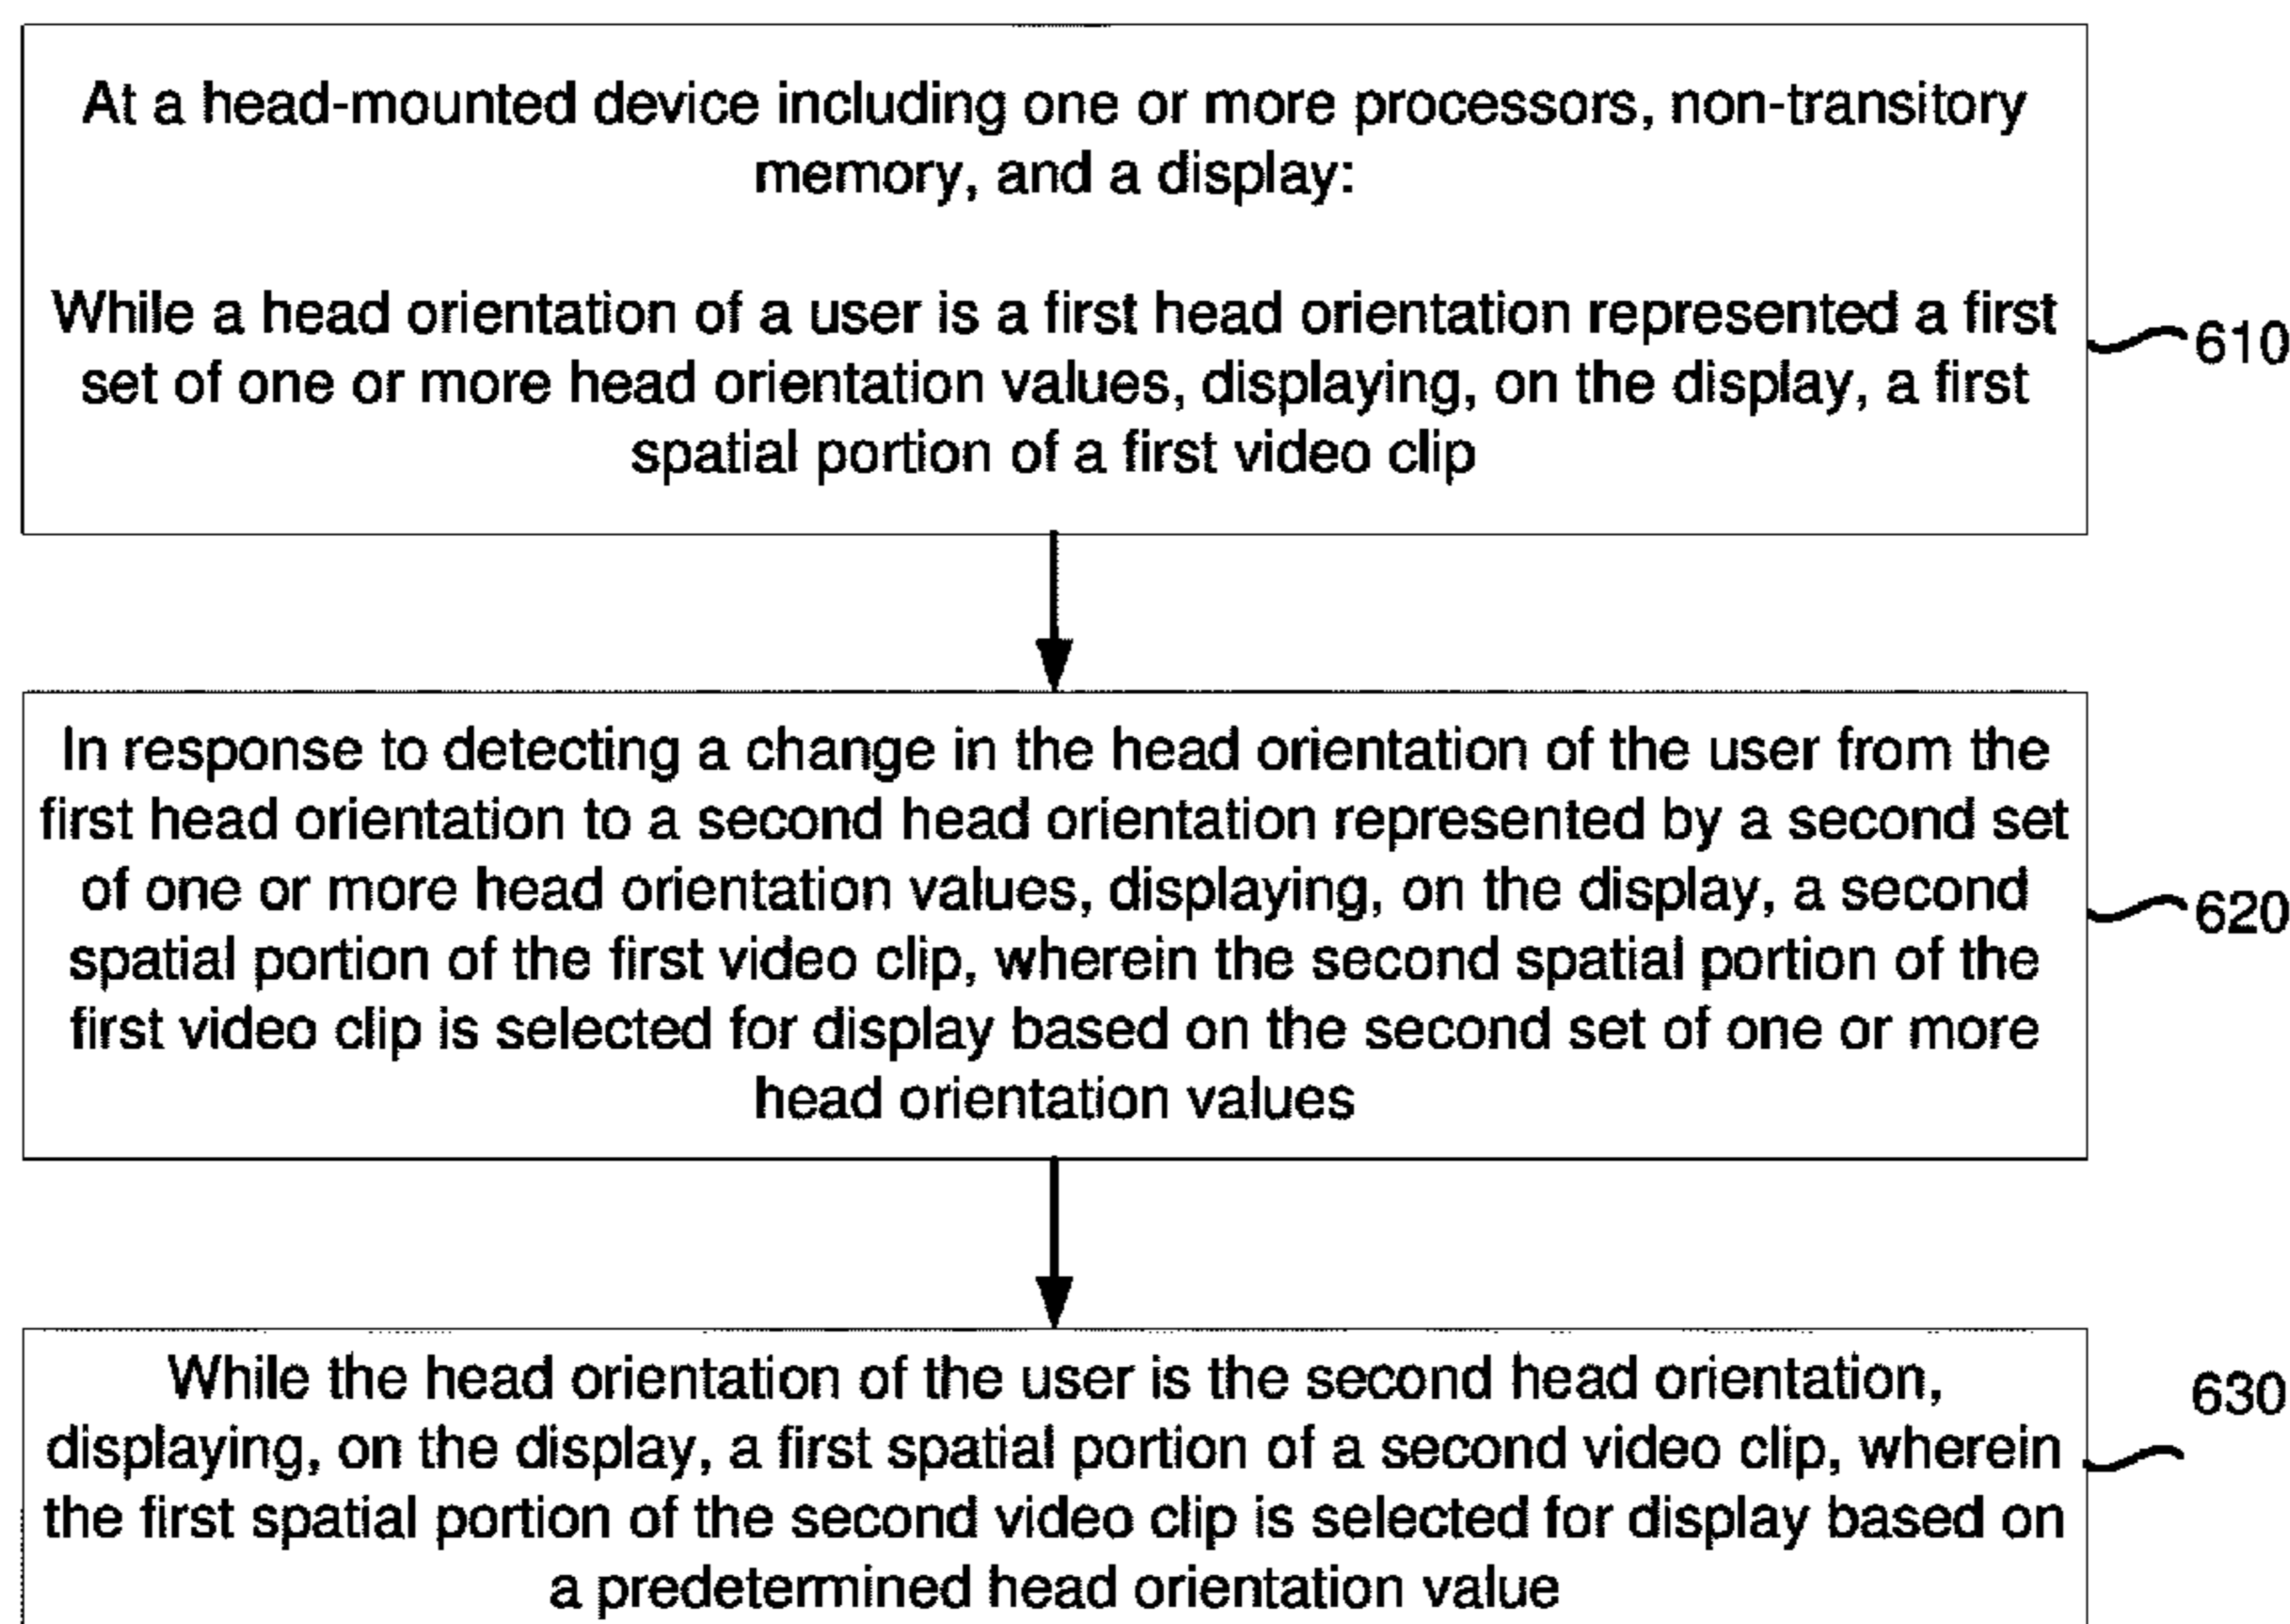 At a head-mounted device including one or more processors, non-transitory
memory, and a display:
While a head orientation of a user is a first head orientation represented a first
set of one or more head orientation values, displaying, on the display, a first
spatial portion of a first video clip
610
In response to detecting a change in the head orientation of the user from the
first head orientation to a second head orientation represented by a second set
of one or more head orientation values, displaying, on the display, a second
spatial portion of the first video clip, wherein the second spatial portion of the
first video clip is selected for display based on the second set of one or more
head orientation values
620
While the head orientation of the user is the second head orientation,
displaying, on the display, a first spatial portion of a second video clip, wherein
the first spatial portion of the second video clip is selected for display based on
a predetermined head orientation value
630